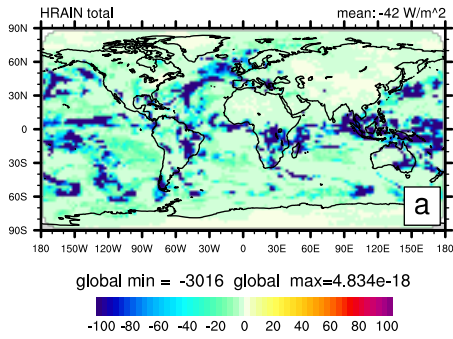 HRAIN total mean: -42 W/m^2
90N
60N
30N
0
30S
60S
90S
a
180 150W 120W 90W 60W 30W 0 30E 60E 90E 120E 150E 180
global min = -3016 global max=4.834e-18
-100 -80 -60 -40 -20 0 20 40 60 80 100